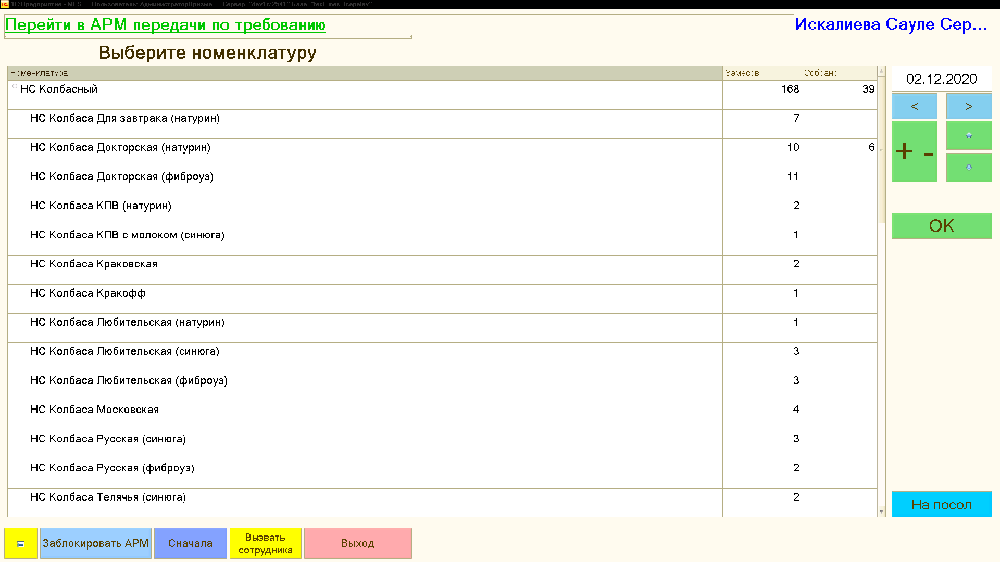 1С:Предприятие - MES Пользователь: АдминистраторПризма Сервер="dev1c:2541" База="test_mes_tcepelev"
Перейти в АРМ передачи по требованию
Искалиева Сауле Сер...
Выберите номенклатуру
Номенклатура Замесов Собрано
НС Колбасный 168 39
НС Колбаса Для завтрака (натурин) 7
НС Колбаса Докторская (натурин) 10 6
НС Колбаса Докторская (фиброуз) 11
НС Колбаса КПВ (натурин) 2
НС Колбаса КПВ с молоком (синюга) 1
НС Колбаса Краковская 2
НС Колбаса Кракофф 1
НС Колбаса Любительская (натурин) 1
НС Колбаса Любительская (синюга) 3
НС Колбаса Любительская (фиброуз) 3
НС Колбаса Московская 4
НС Колбаса Русская (синюга) 3
НС Колбаса Русская (фиброуз) 2
НС Колбаса Телячья (синюга) 2
02.12.2020
< >
+ -
OK
На посол
Заблокировать АРМ
Сначала
Вызвать
сотрудника
Выход